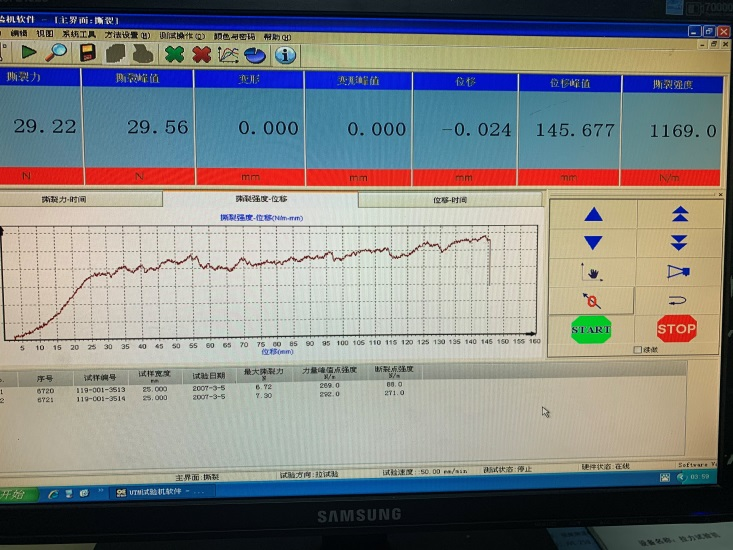 验机软件 - [主界面:撕裂]
编辑 视图 系统工具 方法设置(M) 测试操作(O) 颜色与密码 帮助(H)
撕裂力 撕裂峰值 变形 变形峰值 位移 位移峰值 撕裂强度
29.22 29.56 0.000 0.000 -0.024 145.677 1169.0
N N mm mm mm mm N/m
撕裂力-时间 撕裂强度-位移 位移-时间
撕裂强度-位移(N/m-mm)
5 10 15 20 25 30 35 40 45 50 55 60 65 70 75 80 85 90 95 100 105 110 115 120 125 130 135 140 145 150 155 160
位移(mm)
START STOP
序号 试样编号 试样宽度 mm 试验日期 最大撕裂力 N 力量峰值点强度 N/m 断裂点强度 N/m
1 6720 119-001-3513 25.000 2007-3-5 6.72 269.0 88.0
2 6721 119-001-3514 25.000 2007-3-5 7.30 292.0 271.0
主界面:撕裂 试验方向:拉试验 试验速度: 50.00 mm/min 测试状态:停止 硬件状态:在线 Software V
开始 UTM试验机软件 - ... 03:59
SAMSUNG
设备名称: 拉力试验机